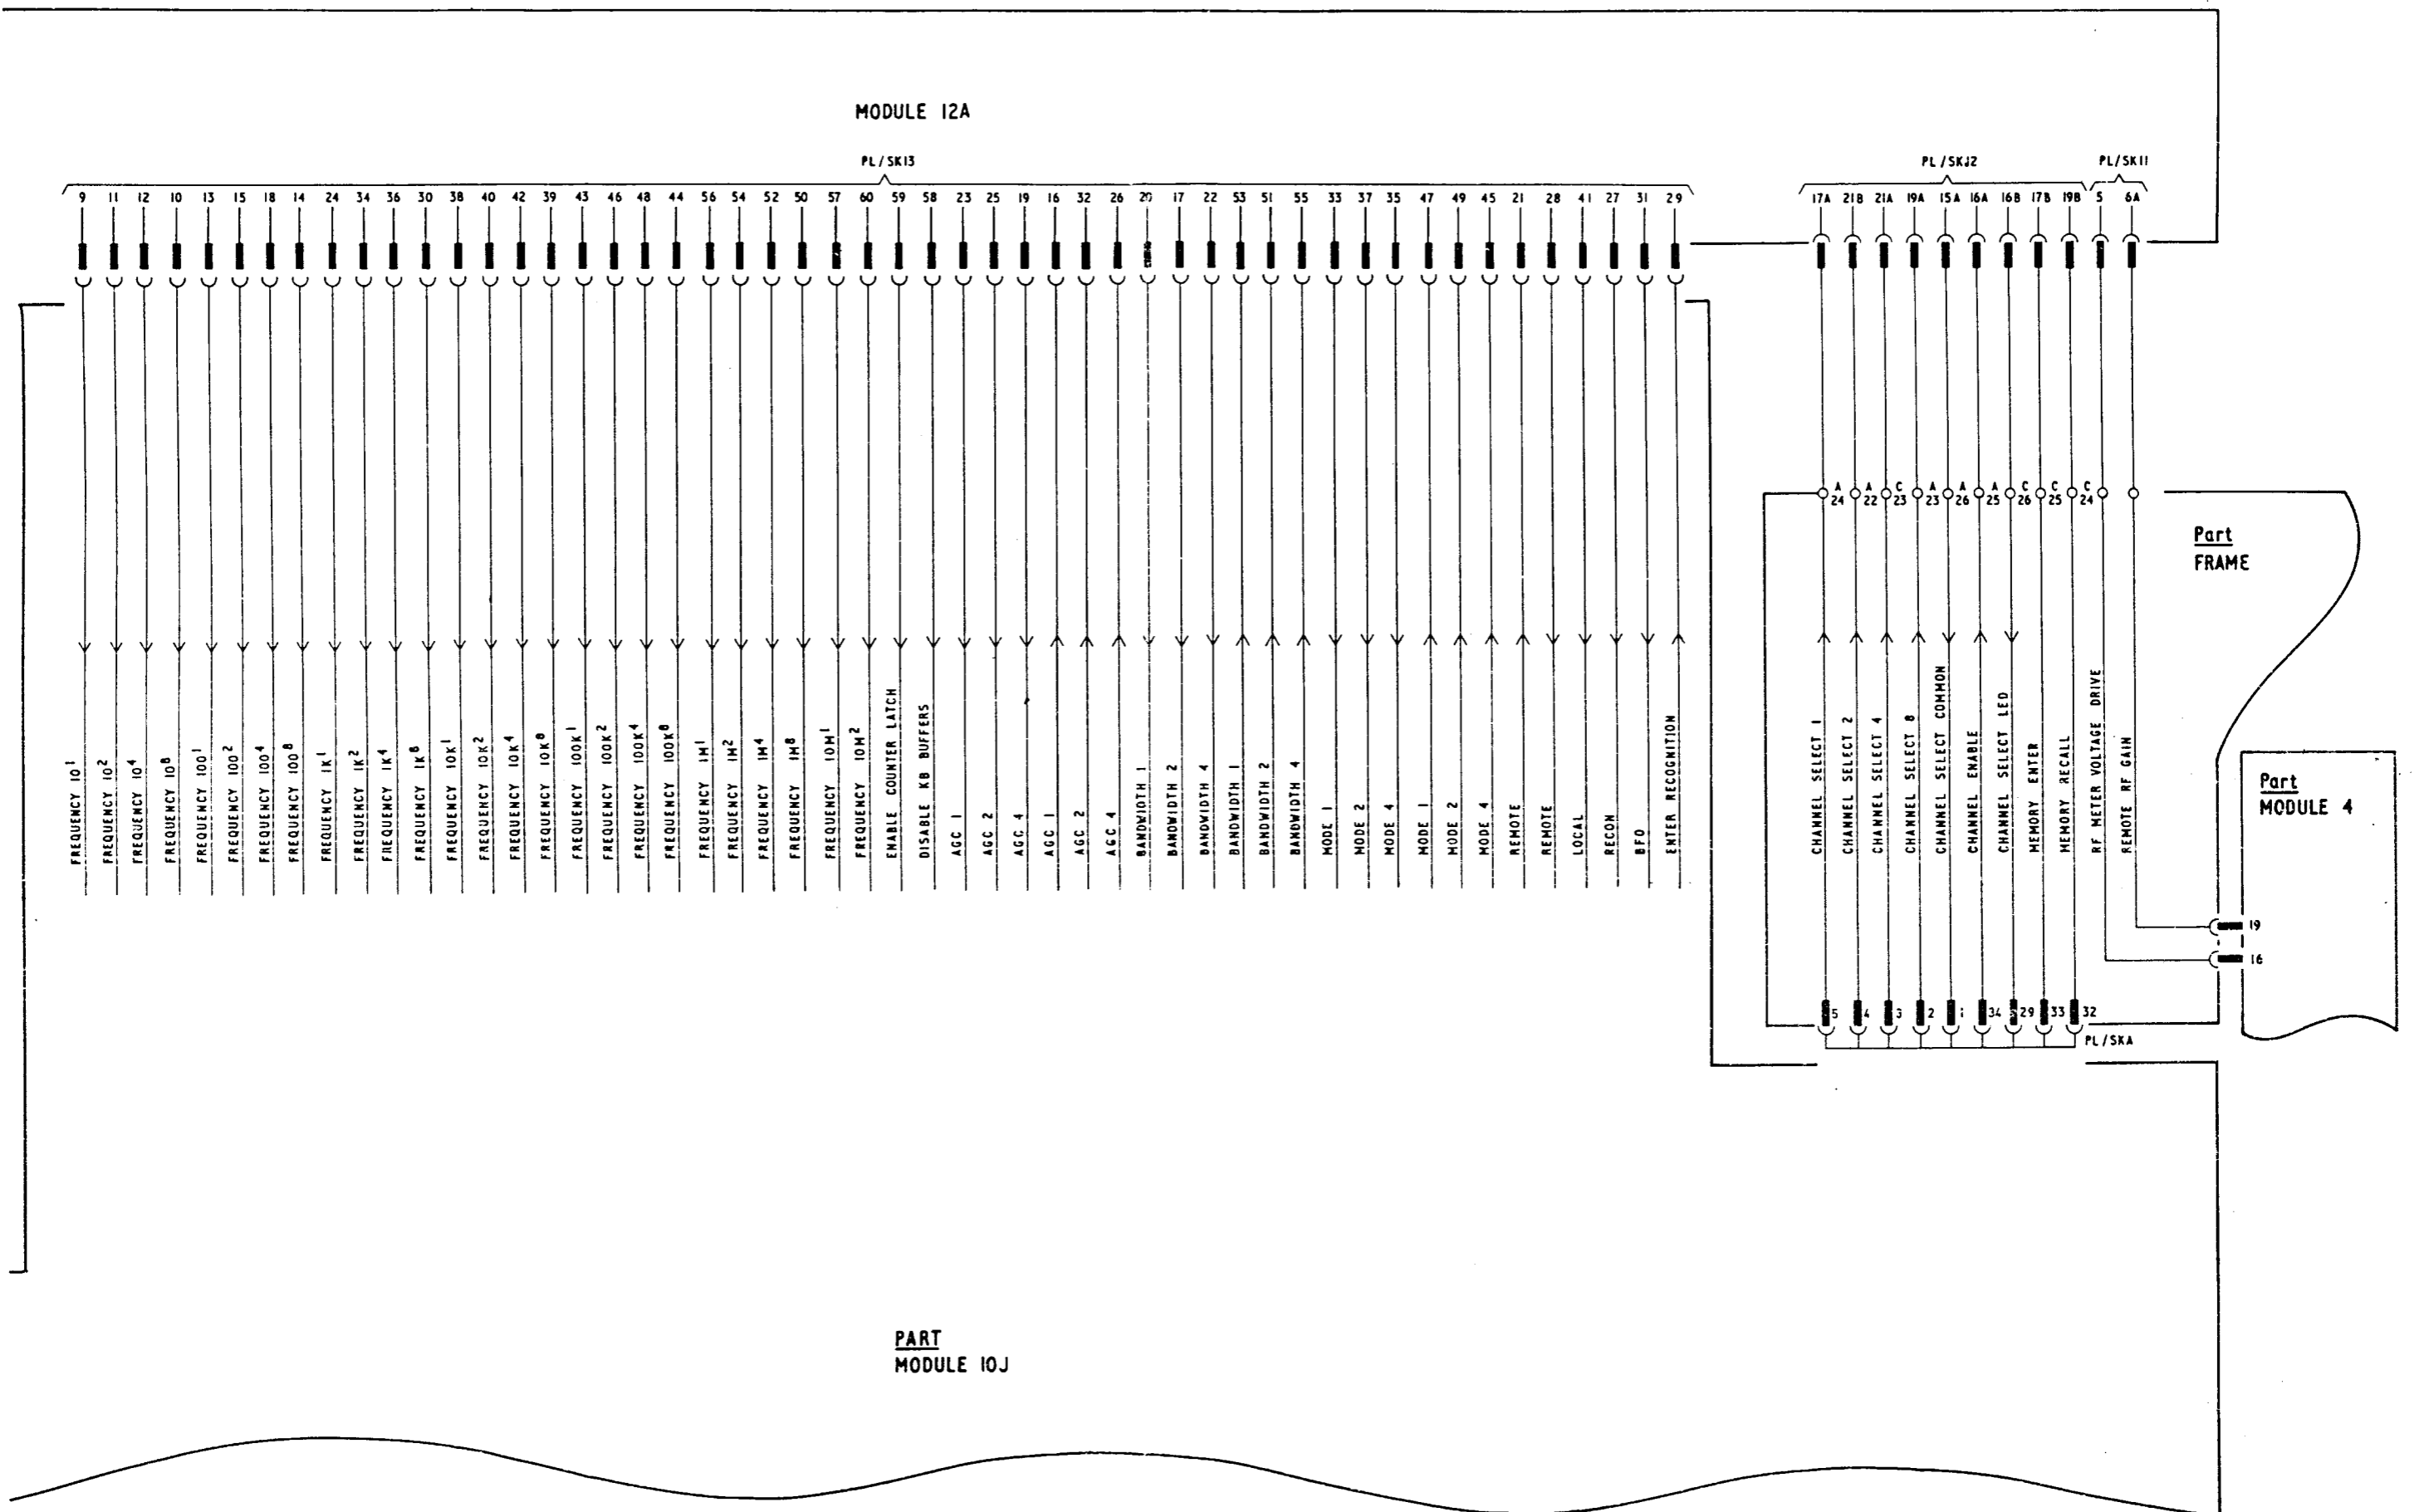 MODULE 12A
PL/SK13
PL/SKJ2
PL/SK11
9 11 12 10 13 15 18 14 24 34 36 30 38 40 42 39 43 46 48 44 56 54 52 50 57 60 59 58 23 25 19 16 32 26 20 17 22 53 51 55 33 37 35 47 49 45 21 28 41 27 31 29
17A 21B 21A 19A 15A 16A 16B 17B 19B 5 6A
A 24
A 22
C 23
A 23
A 26
A 25
C 26
C 25
C 24
Part
FRAME
FREQUENCY 10¹
FREQUENCY 10²
FREQUENCY 10⁴
FREQUENCY 10⁸
FREQUENCY 100¹
FREQUENCY 100²
FREQUENCY 100⁴
FREQUENCY 100⁸
FREQUENCY 1K¹
FREQUENCY 1K²
FREQUENCY 1K⁴
FREQUENCY 1K⁸
FREQUENCY 10K¹
FREQUENCY 10K²
FREQUENCY 10K⁴
FREQUENCY 10K⁸
FREQUENCY 100K¹
FREQUENCY 100K²
FREQUENCY 100K⁴
FREQUENCY 100K⁸
FREQUENCY 1M¹
FREQUENCY 1M²
FREQUENCY 1M⁴
FREQUENCY 1M⁸
FREQUENCY 10M¹
FREQUENCY 10M²
ENABLE COUNTER LATCH
DISABLE KB BUFFERS
AGC 1
AGC 2
AGC 4
AGC 1
AGC 2
AGC 4
BANDWIDTH 1
BANDWIDTH 2
BANDWIDTH 4
BANDWIDTH 1
BANDWIDTH 2
BANDWIDTH 4
MODE 1
MODE 2
MODE 4
MODE 1
MODE 2
MODE 4
REMOTE
REMOTE
LOCAL
RECON
BFO
ENTER RECOGNITION
CHANNEL SELECT 1
CHANNEL SELECT 2
CHANNEL SELECT 4
CHANNEL SELECT 8
CHANNEL SELECT COMMON
CHANNEL ENABLE
CHANNEL SELECT LED
MEMORY ENTER
MEMORY RECALL
RF METER VOLTAGE DRIVE
REMOTE RF GAIN
Part
MODULE 4
19
16
5 4 3 2 1 34 29 33 32
PL/SKA
PART
MODULE 10J